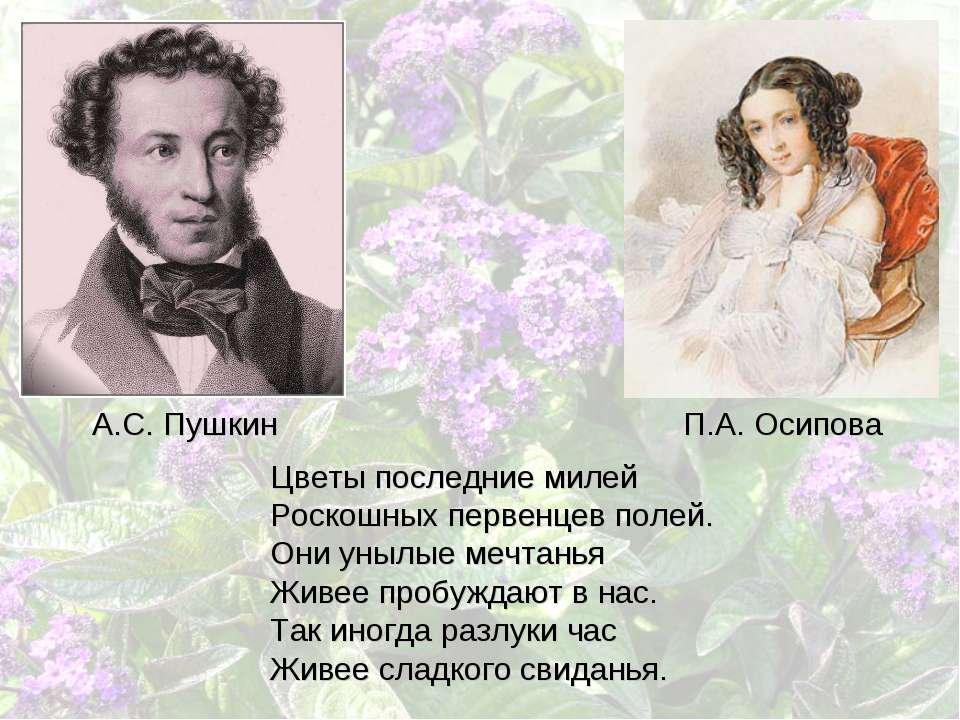 А.С. Пушкин
П.А. Осипова
Цветы последние милей
Роскошных первенцев полей.
Они унылые мечтанья
Живее пробуждают в нас.
Так иногда разлуки час
Живее сладкого свиданья.